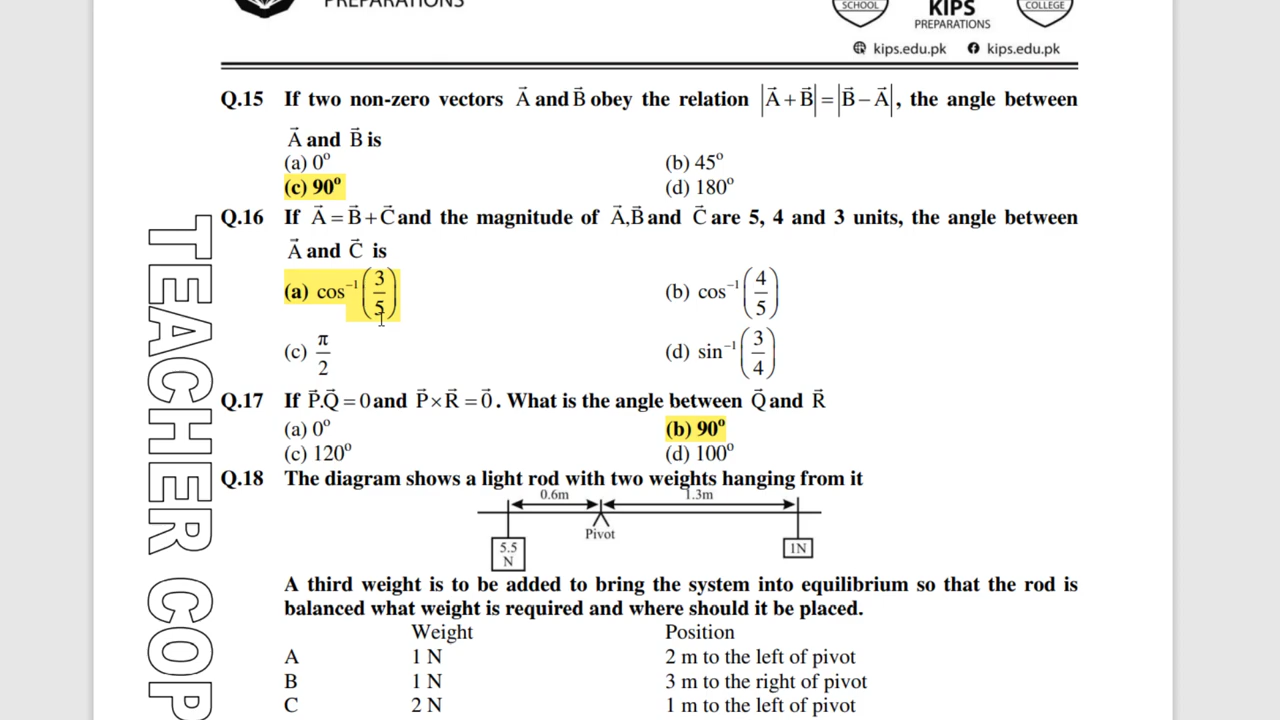 PREPARATIONS
SCHOOL KIPS COLLEGE
PREPARATIONS
kips.edu.pk kips.edu.pk
Q.15 If two non-zero vectors A⃗ and B⃗ obey the relation |A⃗+B⃗|=|B⃗−A⃗|, the angle between
A⃗ and B⃗ is
(a) 0° (b) 45°
(c) 90° (d) 180°
Q.16 If A⃗=B⃗+C⃗ and the magnitude of A⃗,B⃗ and C⃗ are 5, 4 and 3 units, the angle between
A⃗ and C⃗ is
(a) cos⁻¹(3/5) (b) cos⁻¹(4/5)
(c) π/2 (d) sin⁻¹(3/4)
Q.17 If P⃗.Q⃗=0 and P⃗×R⃗=0⃗. What is the angle between Q⃗ and R⃗
(a) 0° (b) 90°
(c) 120° (d) 100°
Q.18 The diagram shows a light rod with two weights hanging from it
0.6m 1.3m
Pivot
5.5 N 1N
A third weight is to be added to bring the system into equilibrium so that the rod is
balanced what weight is required and where should it be placed.
Weight Position
A 1 N 2 m to the left of pivot
B 1 N 3 m to the right of pivot
C 2 N 1 m to the left of pivot
TEACHER COP